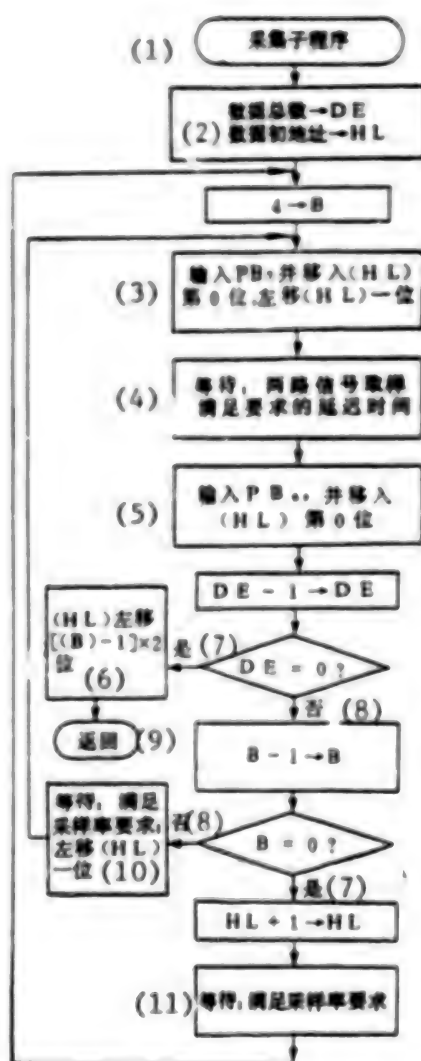 (1) 采集子程序
数据总数→DE
(2) 数据初地址→HL
4→B
输入PB₇并移入(HL)
(3) 第0位.左移(HL)一位
等待,两路信号取样
(4) 满足要求的延迟时间
输入PB₆,并移入
(5) (HL)第0位
DE-1→DE
(HL)左移
[(B)-1]×2
位
(6)
是(7)
DE=0?
否 (8)
返回 (9)
B-1→B
等待,满足
采样率要求,
左移(HL)
一位(10)
否(8)
B=0?
是(7)
HL+1→HL
(11) 等待,满足采样率要求